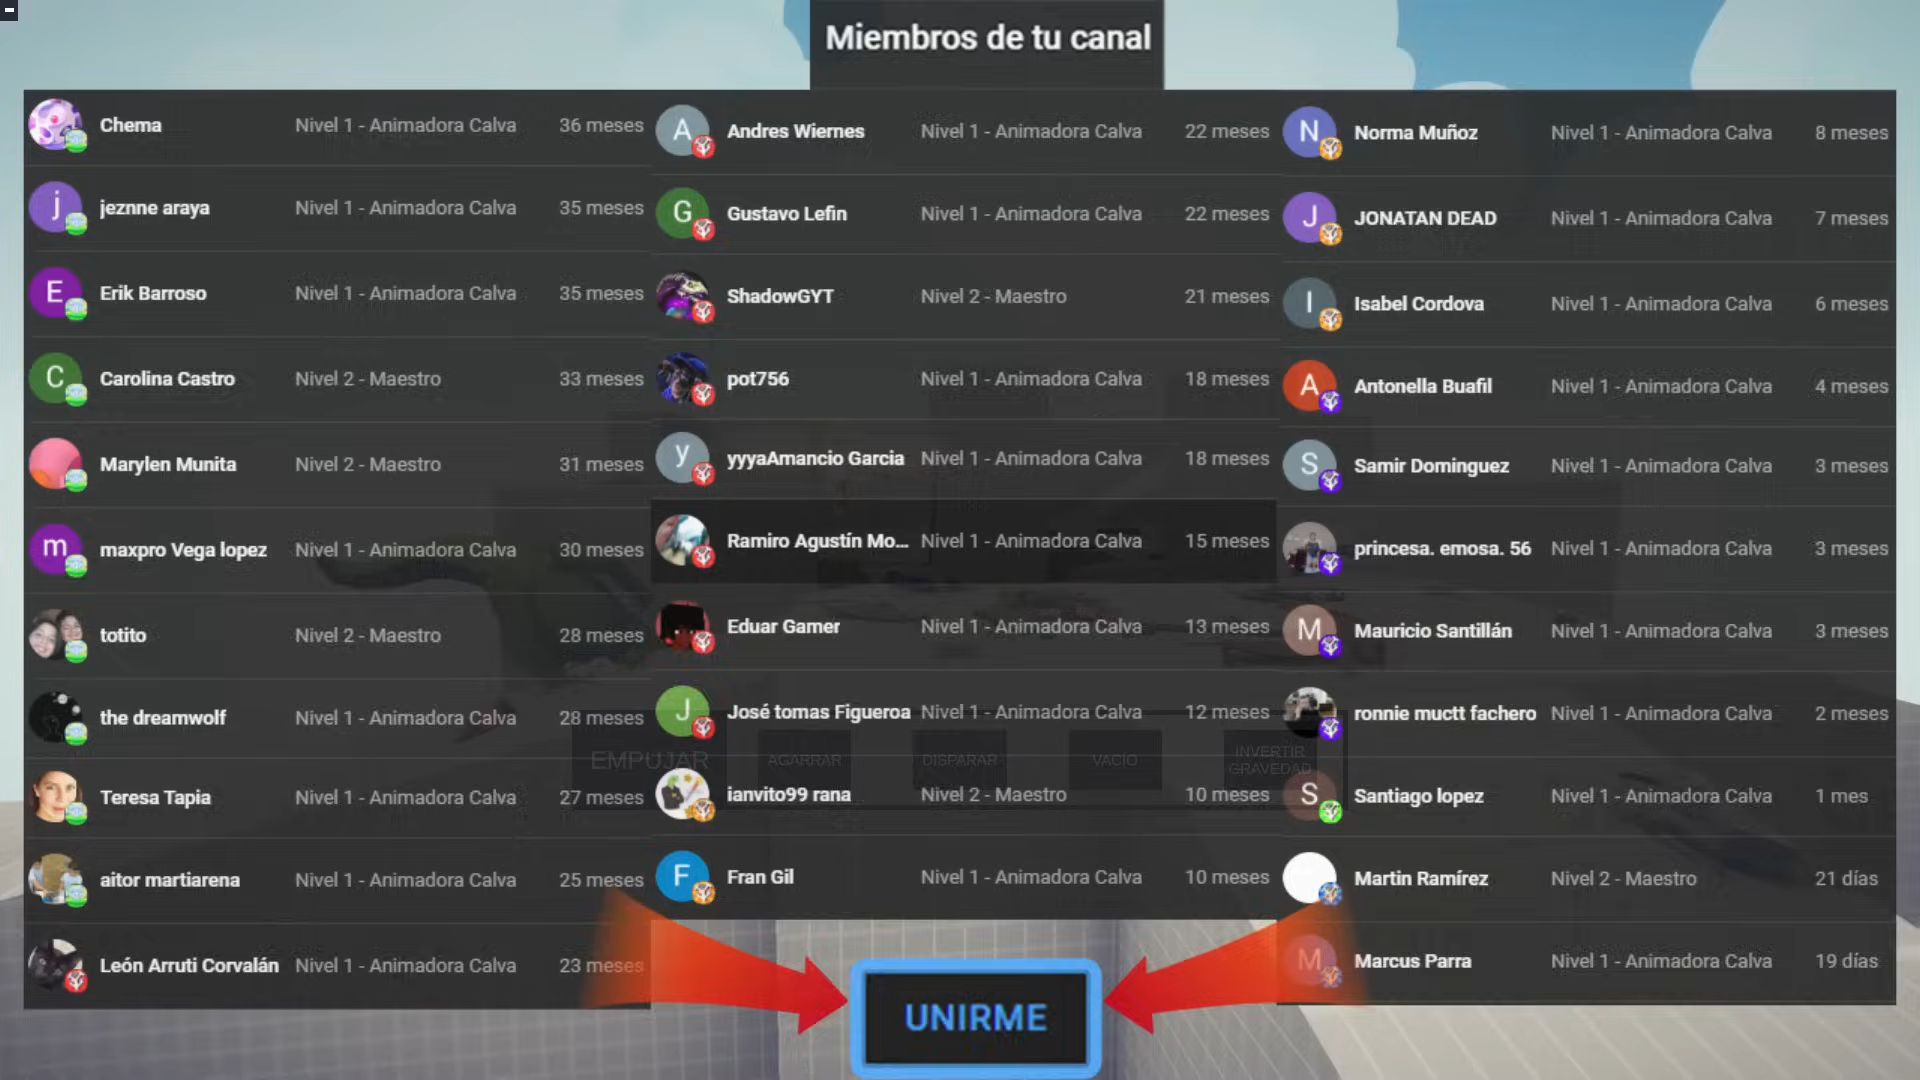 Miembros de tu canal
Chema Nivel 1 - Animadora Calva 36 meses
jeznne araya Nivel 1 - Animadora Calva 35 meses
Erik Barroso Nivel 1 - Animadora Calva 35 meses
Carolina Castro Nivel 2 - Maestro 33 meses
Marylen Munita Nivel 2 - Maestro 31 meses
maxpro Vega lopez Nivel 1 - Animadora Calva 30 meses
totito Nivel 2 - Maestro 28 meses
the dreamwolf Nivel 1 - Animadora Calva 28 meses
Teresa Tapia Nivel 1 - Animadora Calva 27 meses
aitor martiarena Nivel 1 - Animadora Calva 25 meses
León Arruti Corvalán Nivel 1 - Animadora Calva 23 meses
A Andres Wiernes Nivel 1 - Animadora Calva 22 meses
G Gustavo Lefin Nivel 1 - Animadora Calva 22 meses
ShadowGYT Nivel 2 - Maestro 21 meses
pot756 Nivel 1 - Animadora Calva 18 meses
y yyyaAmancio Garcia Nivel 1 - Animadora Calva 18 meses
Ramiro Agustín Mo... Nivel 1 - Animadora Calva 15 meses
Eduar Gamer Nivel 1 - Animadora Calva 13 meses
J José tomas Figueroa Nivel 1 - Animadora Calva 12 meses
EMPUJAR AGARRAR DISPARAR VACÍO INVERTIR GRAVEDAD
ianvito99 rana Nivel 2 - Maestro 10 meses
F Fran Gil Nivel 1 - Animadora Calva 10 meses
N Norma Muñoz Nivel 1 - Animadora Calva 8 meses
J JONATAN DEAD Nivel 1 - Animadora Calva 7 meses
I Isabel Cordova Nivel 1 - Animadora Calva 6 meses
A Antonella Buafil Nivel 1 - Animadora Calva 4 meses
S Samir Dominguez Nivel 1 - Animadora Calva 3 meses
princesa. emosa. 56 Nivel 1 - Animadora Calva 3 meses
M Mauricio Santillán Nivel 1 - Animadora Calva 3 meses
ronnie muctt fachero Nivel 1 - Animadora Calva 2 meses
S Santiago lopez Nivel 1 - Animadora Calva 1 mes
Martin Ramírez Nivel 2 - Maestro 21 días
M Marcus Parra Nivel 1 - Animadora Calva 19 días
UNIRME